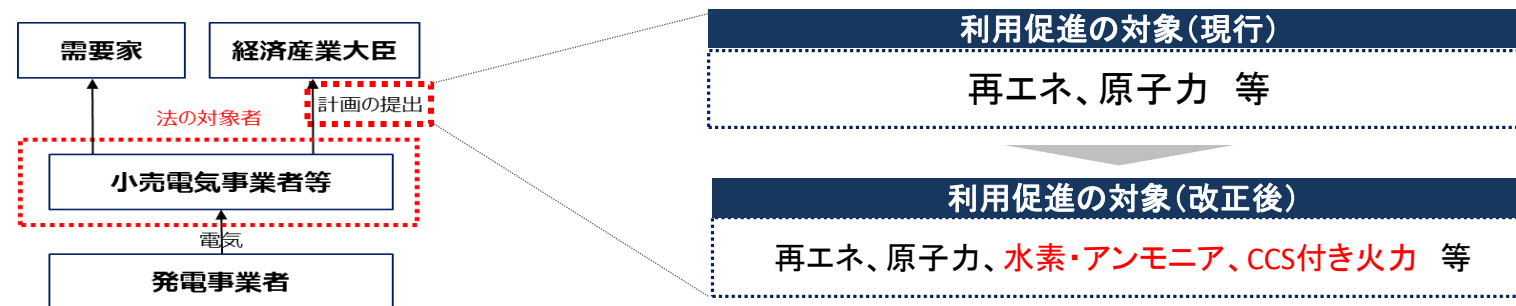 需要家
経済産業大臣
計画の提出
法の対象者
小売電気事業者等
電気
発電事業者
利用促進の対象(現行)
再エネ、原子力　等
利用促進の対象(改正後)
再エネ、原子力、水素・アンモニア、CCS付き火力　等